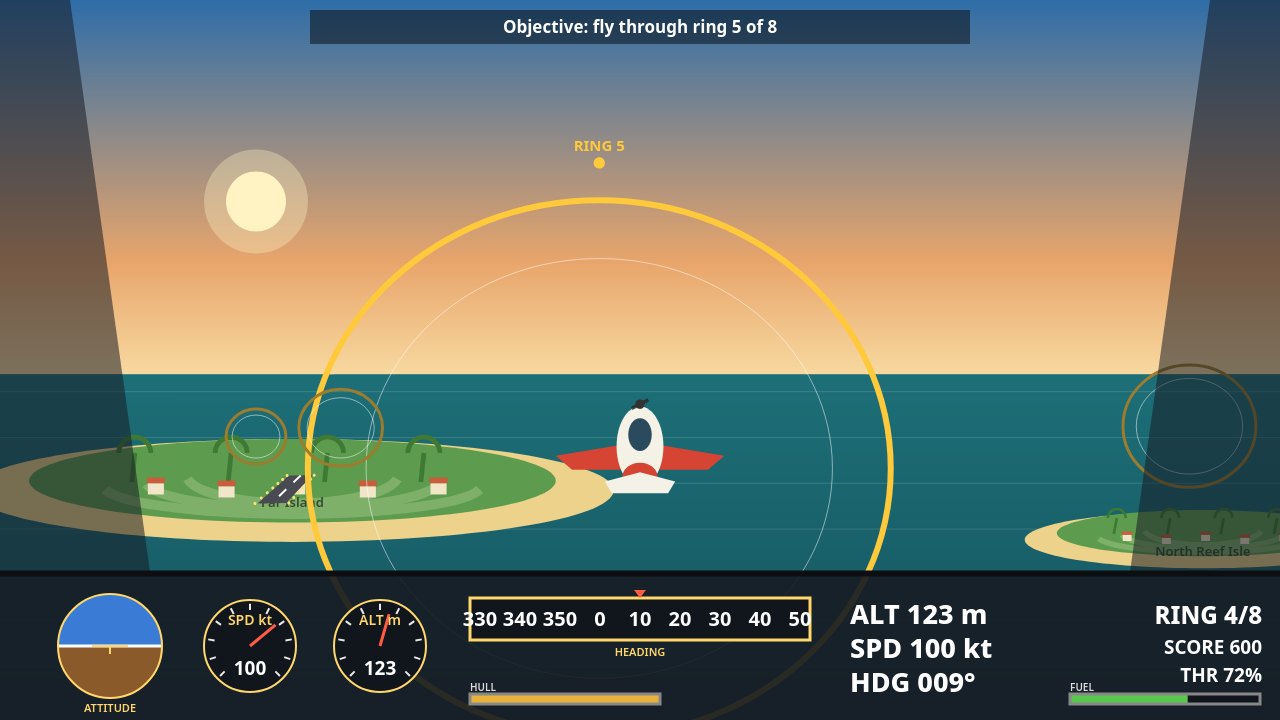 Objective: fly through ring 5 of 8
RING 5
Far Island
North Reef Isle
SPD kt
100
ALT m
123
330 340 350 0 10 20 30 40 50
HEADING
ALT 123 m
SPD 100 kt
HDG 009°
RING 4/8
SCORE 600
THR 72%
HULL
FUEL
ATTITUDE